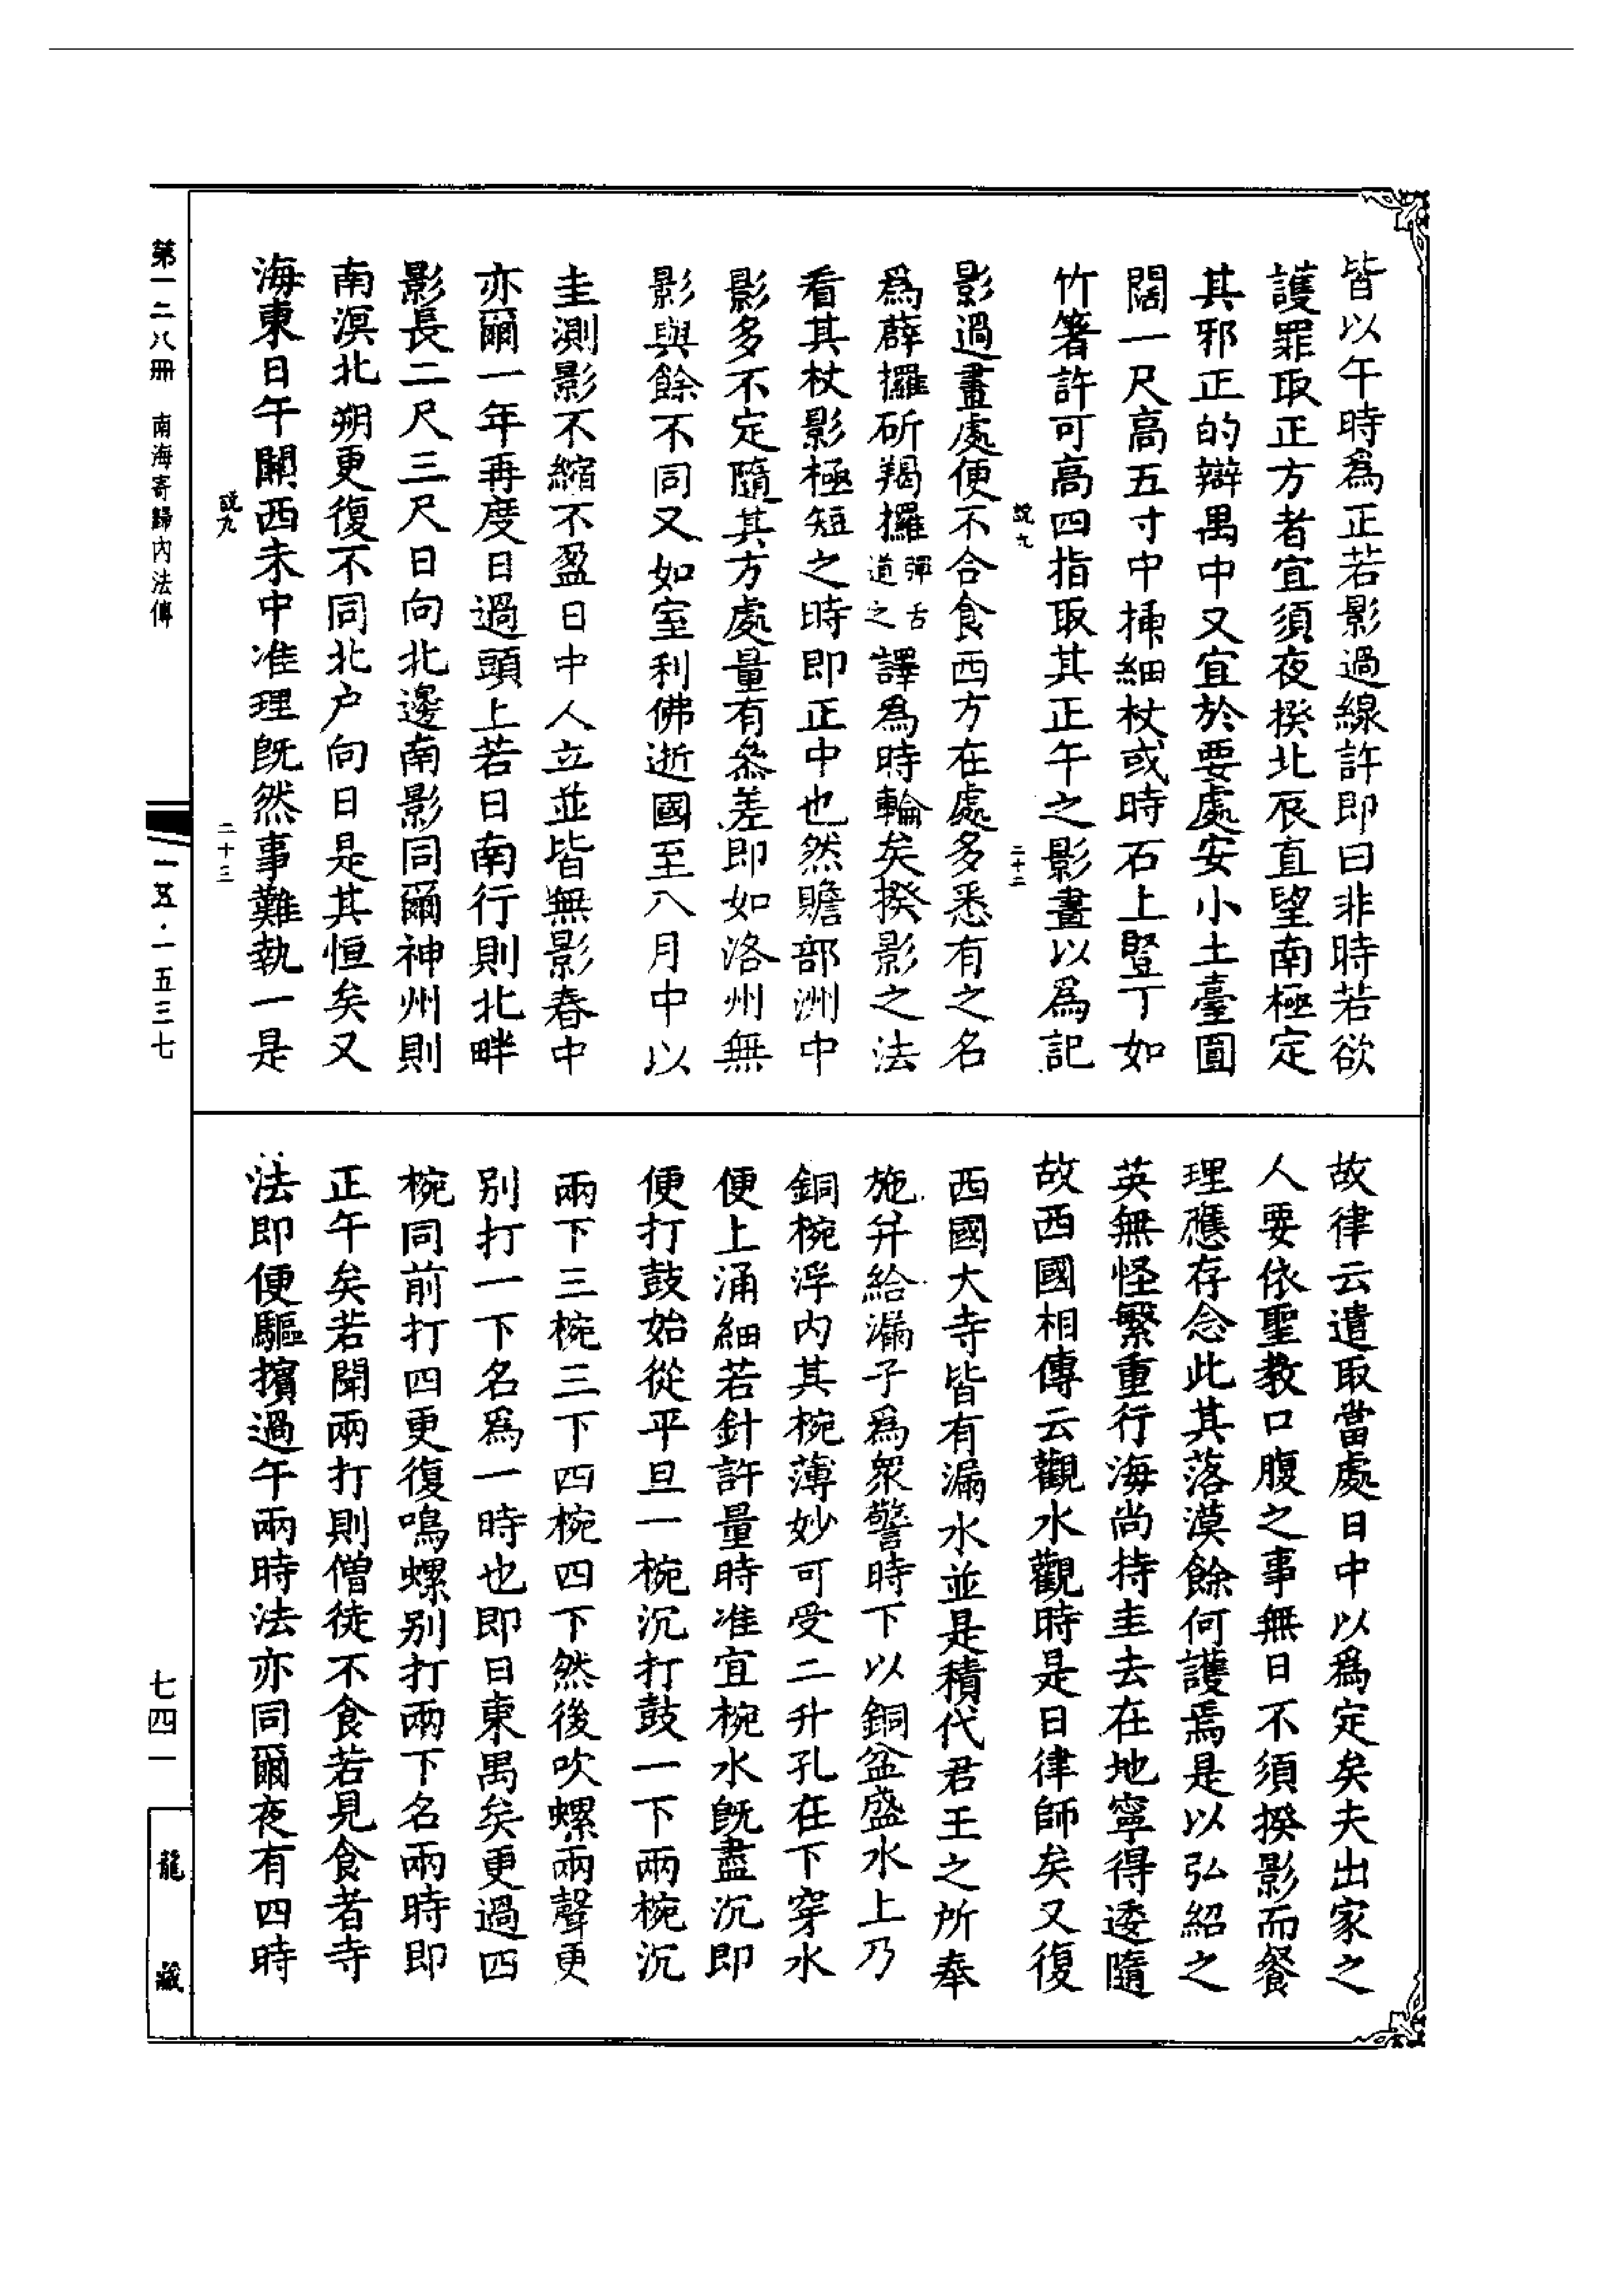 皆以午時爲正若影過線許即曰非時若欲
護罪取正方者宜須夜揆北辰直望南極定
其邪正的辯禺中又宜於要處安小土臺圓
闊一尺高五寸中揷細杖或時石上豎丁如
竹箸許可高四指取其正午之影畫以爲記
說九
二十二
影過畫處便不合食西方在處多悉有之名
爲薜攞斫羯攞彈舌道之譯爲時輪矣揆影之法
看其杖影極短之時即正中也然贍部洲中
影多不定隨其方處量有叅差即如洛州無
影與餘不同又如室利佛逝國至八月中以
圭測影不縮不盈日中人立並皆無影春中
亦爾一年再度日過頭上若日南行則北畔
影長二尺三尺日向北邊南影同爾神州則
南溟北朔更復不同北户向日是其恒矣又
海東日午關西未中准理旣然事難執一是
說九
二十三
故律云遣取當處日中以爲定矣夫出家之
人要依聖教口腹之事無日不須揆影而餐
理應存念此其落漠餘何護焉是以弘紹之
英無怪繁重行海尚持圭去在地寧得逶隨
故西國相傳云觀水觀時是日律師矣又復
西國大寺皆有漏水並是積代君王之所奉
施并給漏子爲衆警時下以銅盆盛水上乃
銅椀浮內其椀薄妙可受二升孔在下穿水
便上涌細若針許量時准宜椀水旣盡沉即
便打鼓始從平旦一椀沉打鼓一下兩椀沉
兩下三椀三下四椀四下然後吹螺兩聲更
別打一下名爲一時也即日東禺矣更過四
椀同前打四更復鳴螺别打兩下名兩時即
正午矣若聞兩打則僧徒不食若見食者寺
法即便驅擯過午兩時法亦同爾夜有四時
第一二八冊 南海寄歸內法傳
一五·一五三七
七四一
龍藏